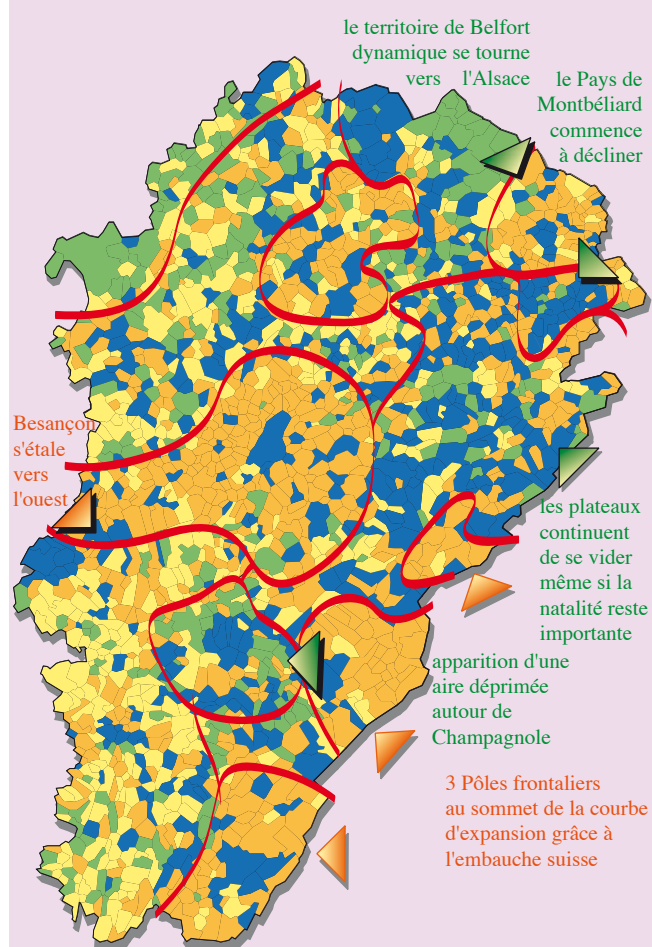 le territoire de Belfort
dynamique se tourne
vers l'Alsace
le Pays de
Montbéliard
commence
à décliner
Besançon
s'étale
vers
l'ouest
les plateaux
continuent
de se vider
même si la
natalité reste
importante
apparition d'une
aire déprimée
autour de
Champagnole
3 Pôles frontaliers
au sommet de la courbe
d'expansion grâce à
l'embauche suisse